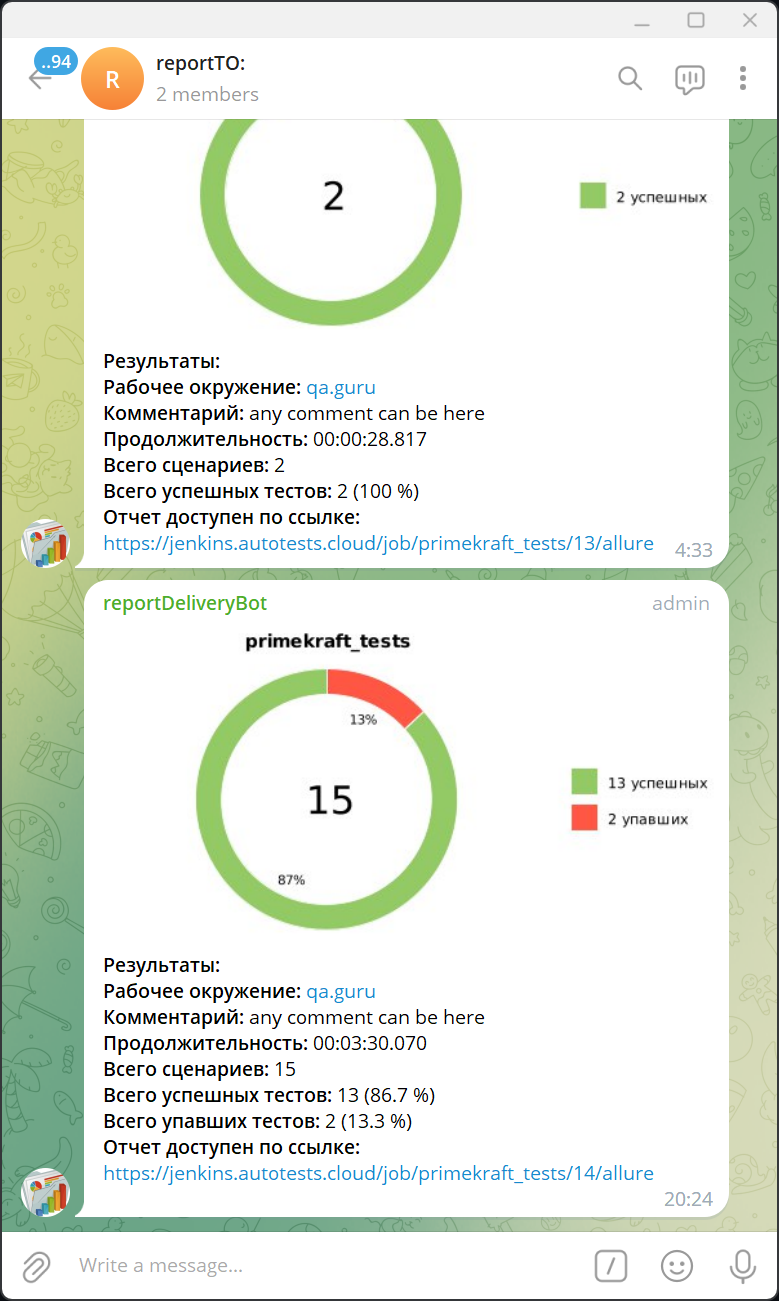 ..94
R
reportTO:
2 members
2
2 успешных
Результаты:
Рабочее окружение: qa.guru
Комментарий: any comment can be here
Продолжительность: 00:00:28.817
Всего сценариев: 2
Всего успешных тестов: 2 (100 %)
Отчет доступен по ссылке:
https://jenkins.autotests.cloud/job/primekraft_tests/13/allure
4:33
reportDeliveryBot
admin
primekraft_tests
13%
15
87%
13 успешных
2 упавших
Результаты:
Рабочее окружение: qa.guru
Комментарий: any comment can be here
Продолжительность: 00:03:30.070
Всего сценариев: 15
Всего успешных тестов: 13 (86.7 %)
Всего упавших тестов: 2 (13.3 %)
Отчет доступен по ссылке:
https://jenkins.autotests.cloud/job/primekraft_tests/14/allure
20:24
Write a message...